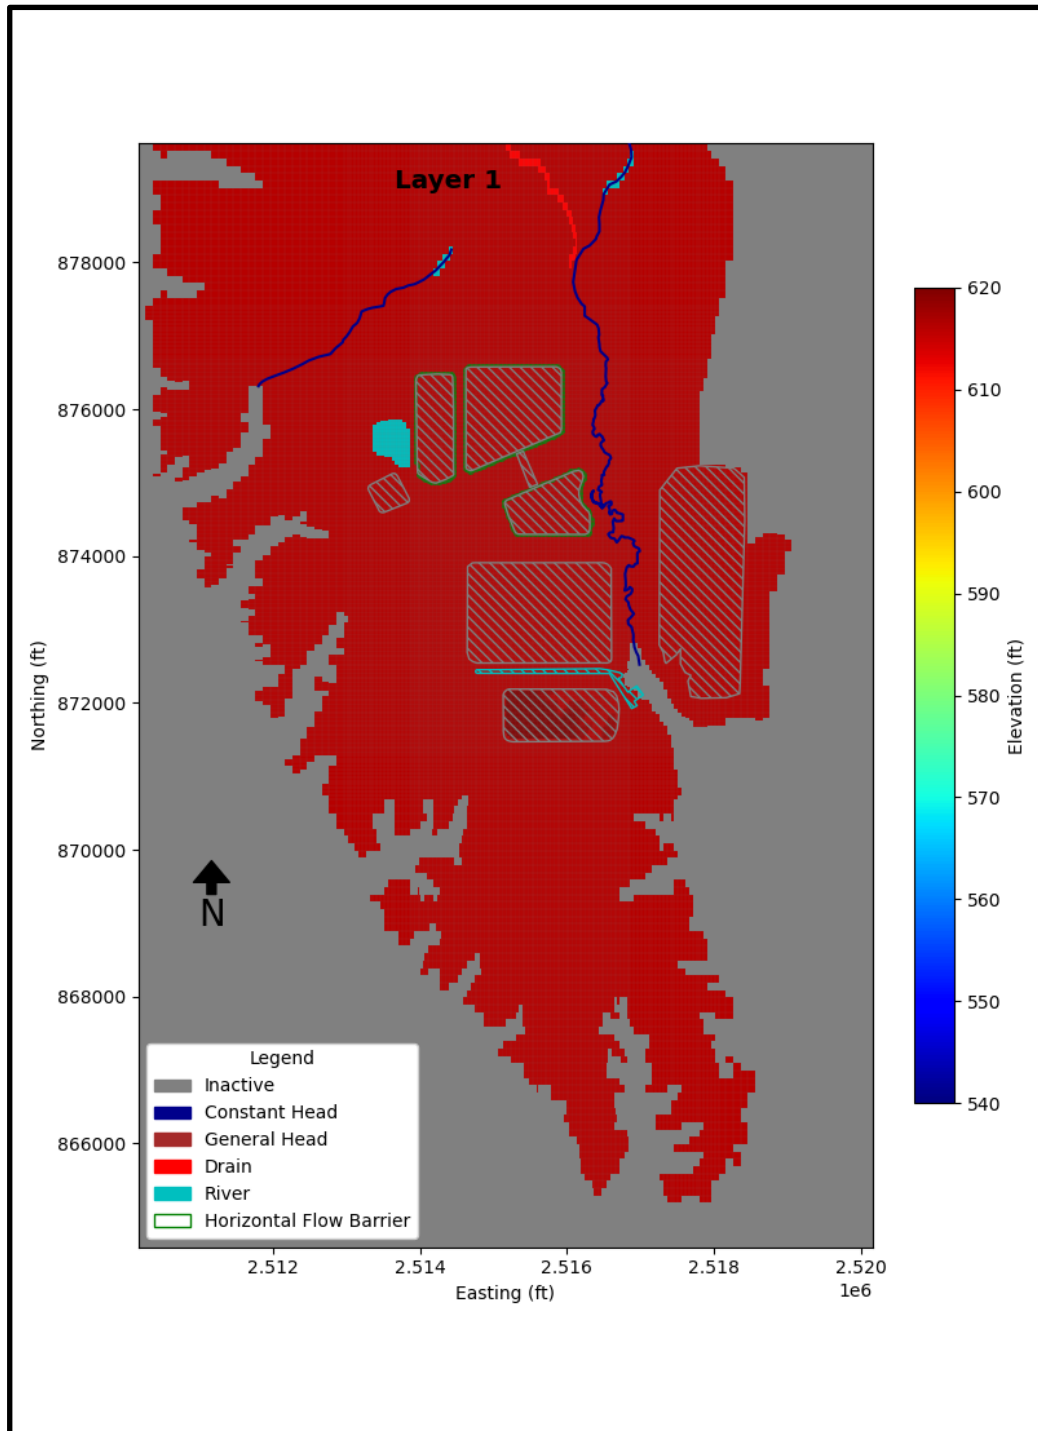 Layer 1
878000
876000
874000
872000
870000
868000
866000
Northing (ft)
N
Legend
Inactive
Constant Head
General Head
Drain
River
Horizontal Flow Barrier
2.512
2.514
2.516
2.518
2.520
1e6
Easting (ft)
620
610
600
590
580
570
560
550
540
Elevation (ft)